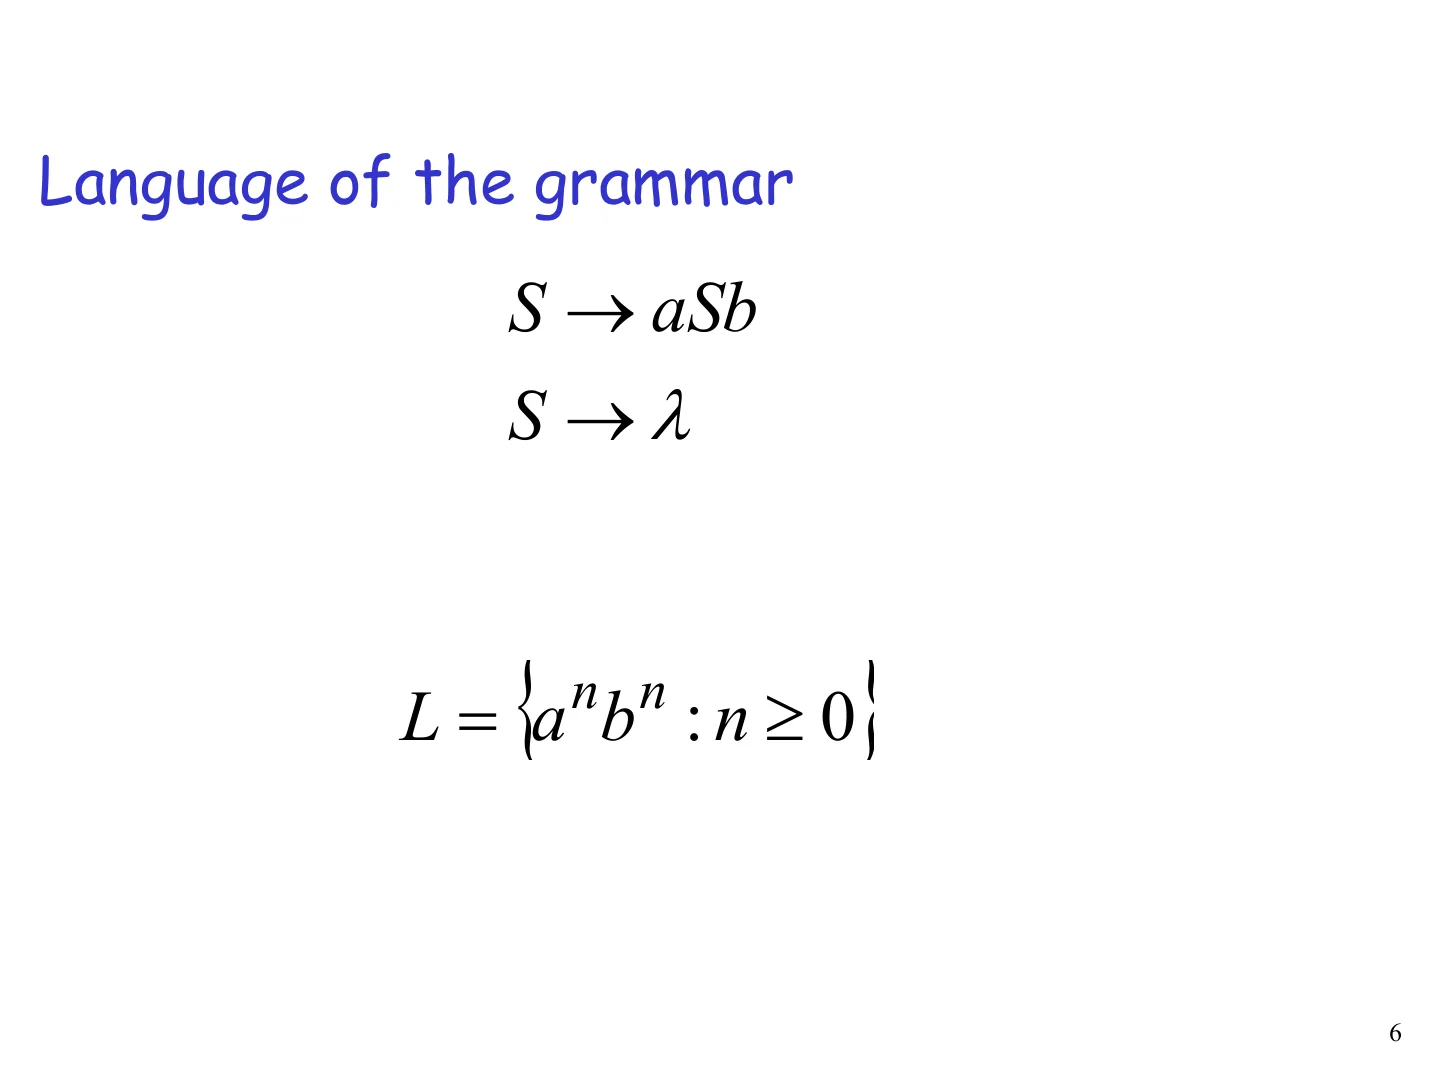 Language of the grammar
S → aSb
S → λ
L = {aⁿbⁿ : n ≥ 0}
6